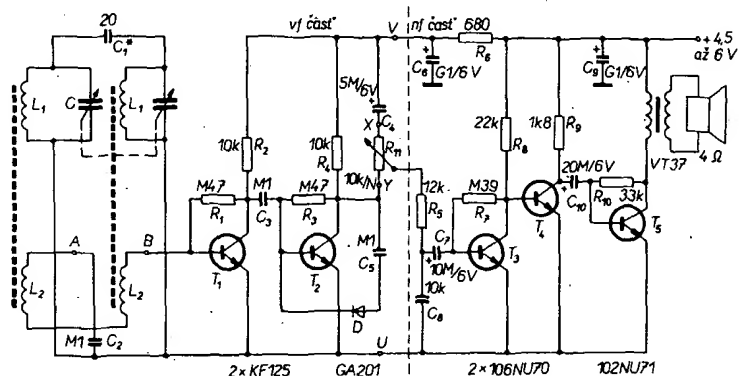 20
C₁*
L₁
C
L₁
A
B
L₂
L₂
M1
C₂
vf část
V
nf část
680
R₆
+ 4,5
až 6 V
5M/6V
C₄
X
C₆
G1/6 V
C₉
G1/6V
10k
R₂
10k
R₄
R₁₁
10k/N
Y
22k
R₈
1k8
R₉
VT37
4 Ω
M47
R₁
M1
C₃
M47
R₃
12k
R₅
M39
R₇
20M/6V
C₁₀
R₁₀
33k
T₁
T₂
M1
C₅
C₇
10M/6V
T₃
T₄
T₅
D
10k
C₈
U
2 × KF125
GA201
2 × 106NU70
102NU71